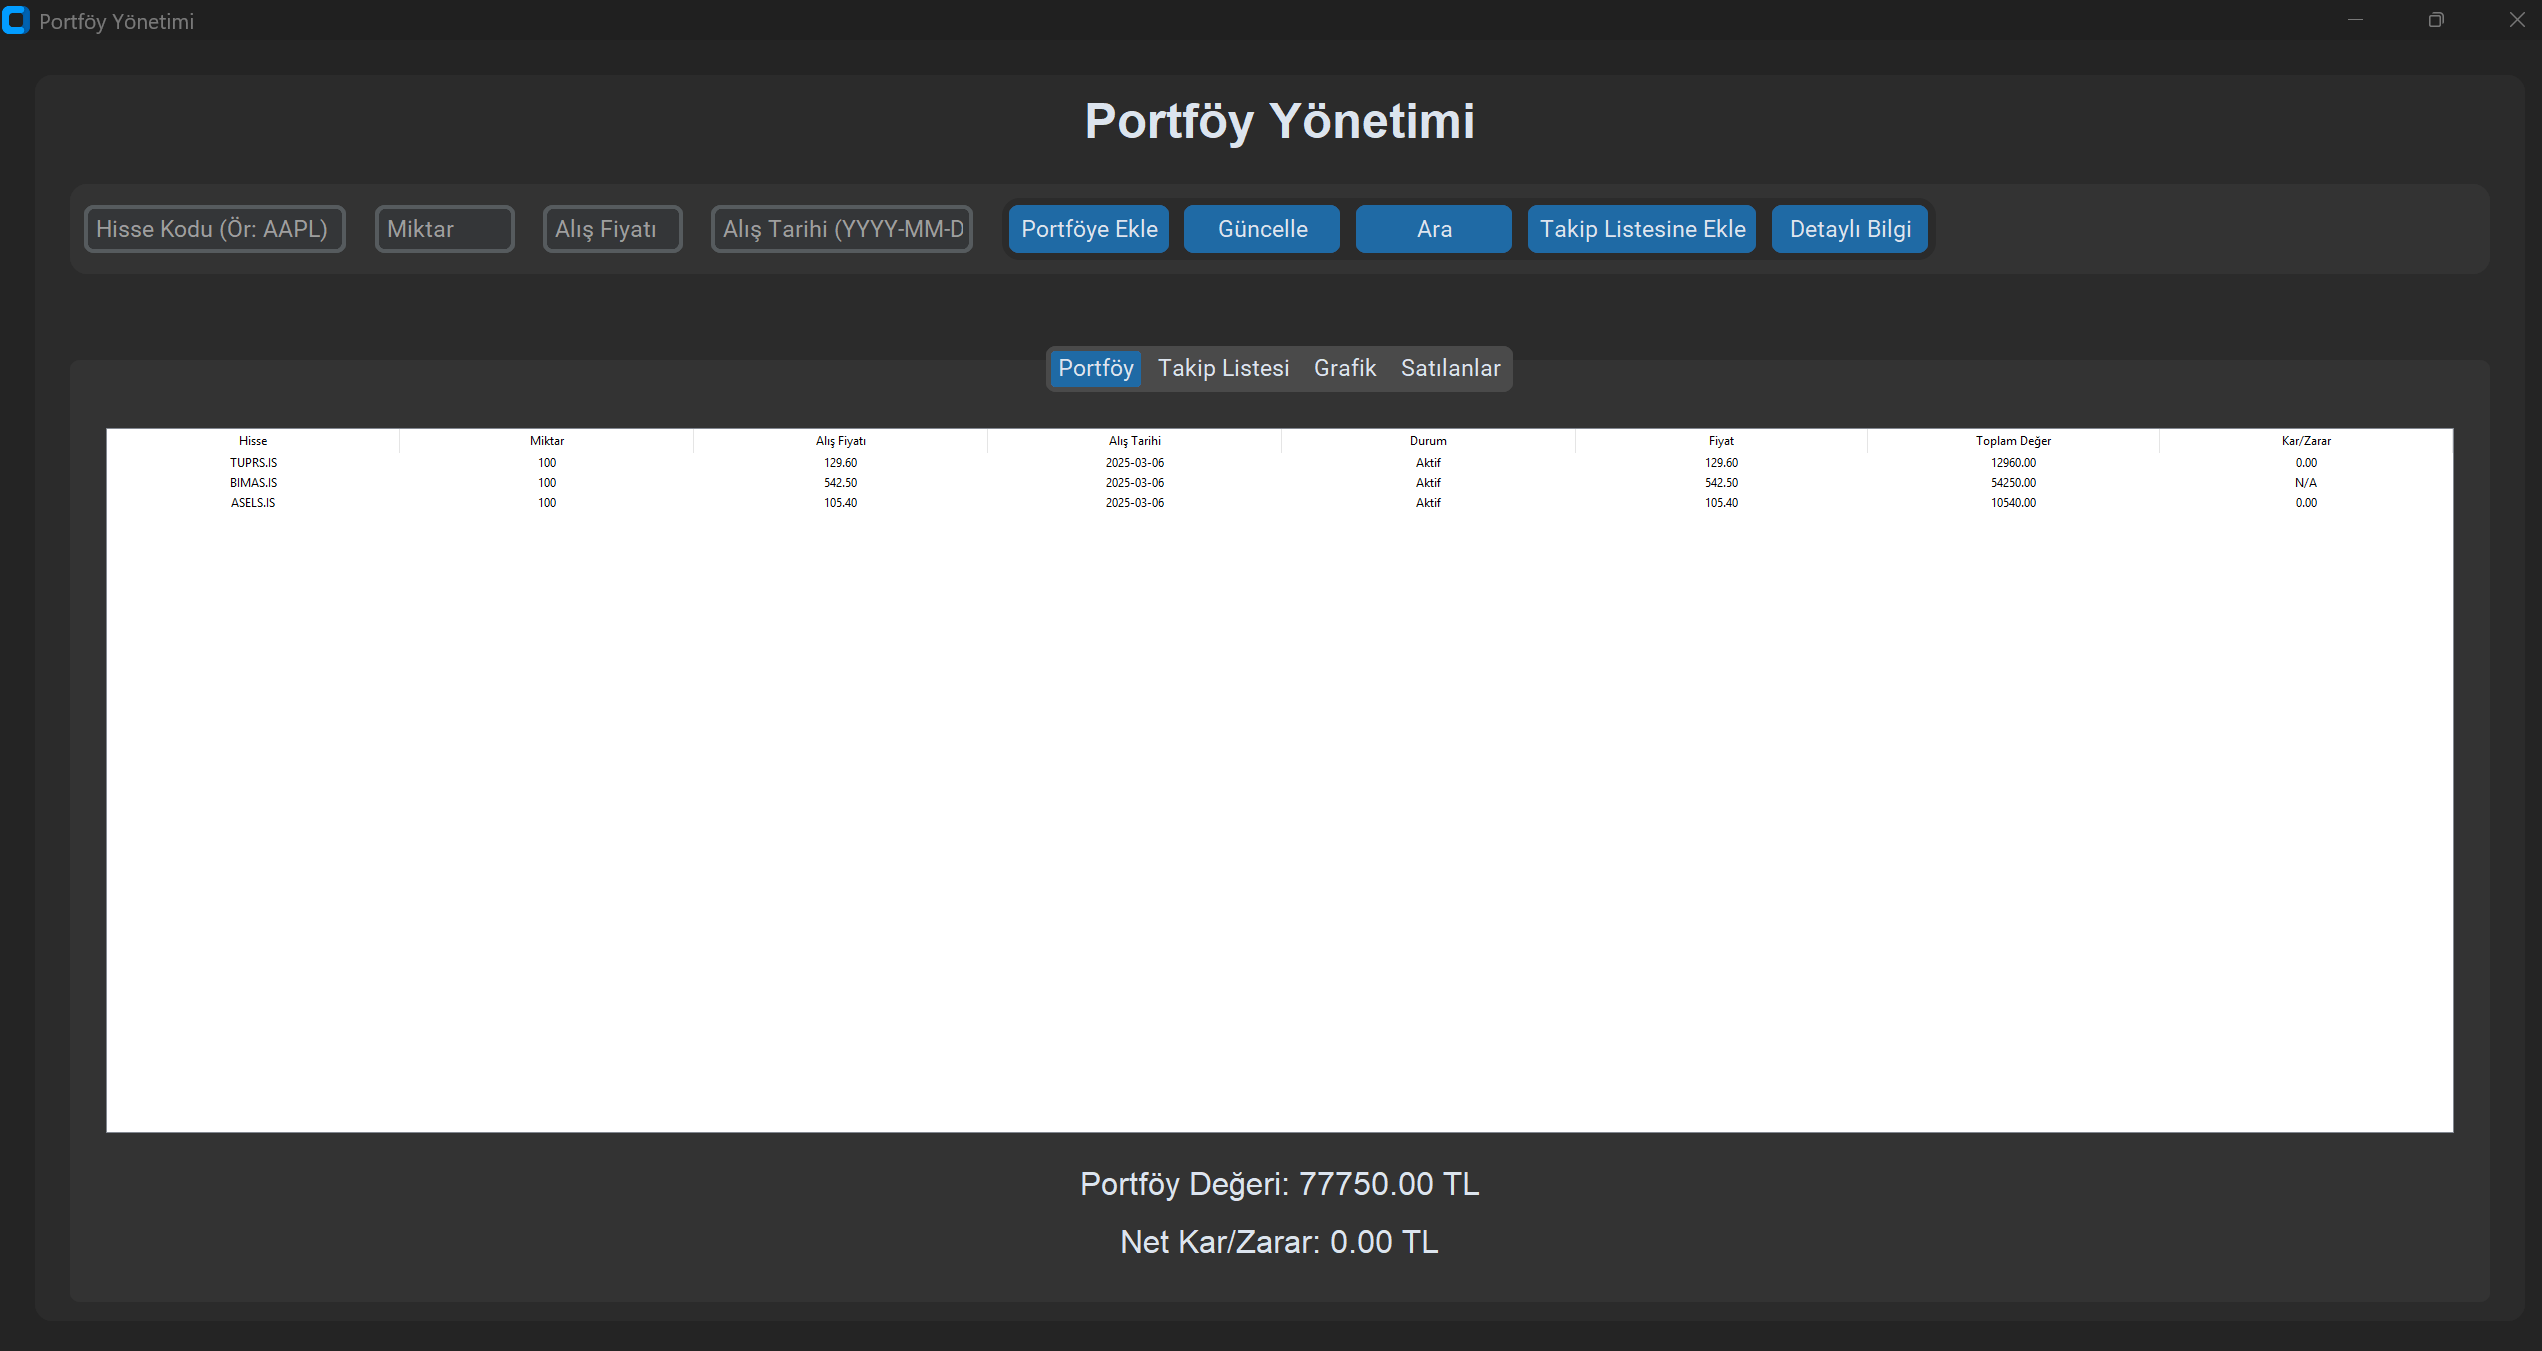 Portföy Yönetimi
Portföy Yönetimi
Hisse Kodu (Ör: AAPL) Miktar Alış Fiyatı Alış Tarihi (YYYY-MM-D Portföye Ekle Güncelle Ara Takip Listesine Ekle Detaylı Bilgi
Portföy Takip Listesi Grafik Satılanlar
Hisse Miktar Alış Fiyatı Alış Tarihi Durum Fiyat Toplam Değer Kar/Zarar
TUPRS.IS 100 129.60 2025-03-06 Aktif 129.60 12960.00 0.00
BIMAS.IS 100 542.50 2025-03-06 Aktif 542.50 54250.00 N/A
ASELS.IS 100 105.40 2025-03-06 Aktif 105.40 10540.00 0.00
Portföy Değeri: 77750.00 TL
Net Kar/Zarar: 0.00 TL